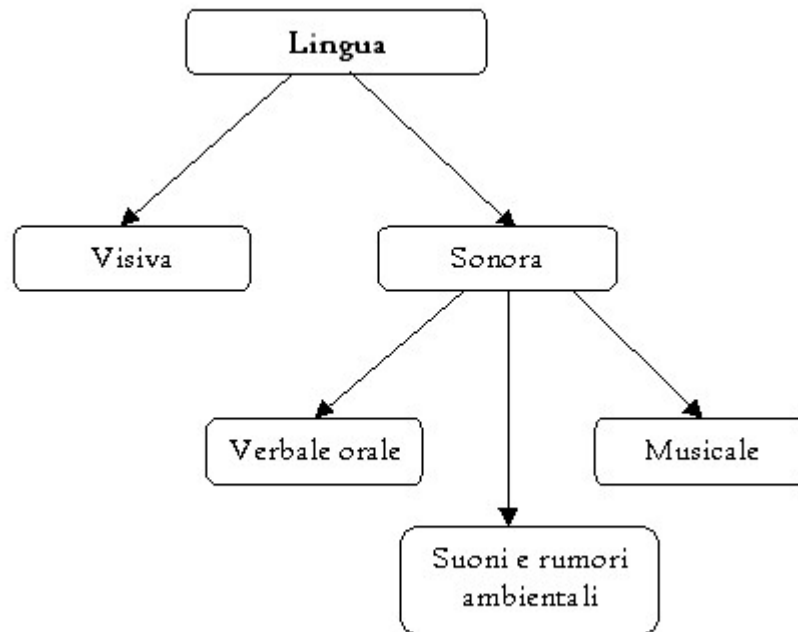 Lingua
Visiva
Sonora
Verbale orale
Musicale
Suoni e rumori
ambientali